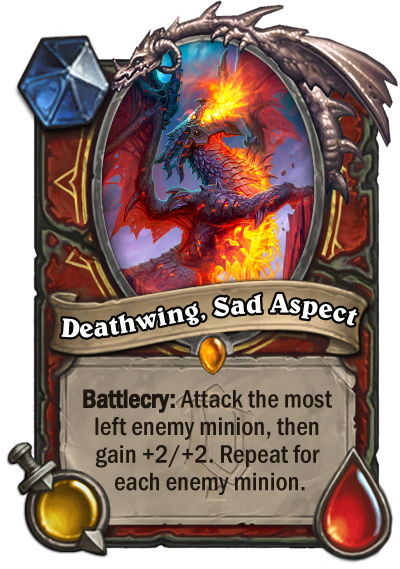 Deathwing, Sad Aspect
Battlecry: Attack the most
left enemy minion, then
gain +2/+2. Repeat for
each enemy minion.